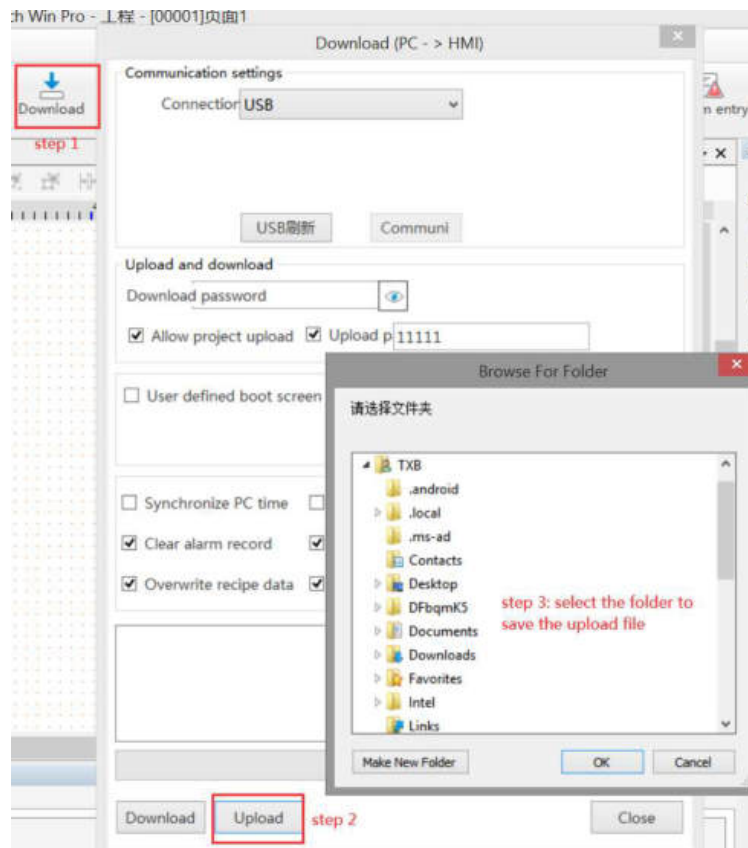 ch Win Pro - 工程 - [00001]页面1
Download (PC - > HMI)
Communication settings
Connection USB
Download
n entry
step 1
USB刷新
Communi
Upload and download
Download password
Allow project upload
Upload p 11111
Browse For Folder
User defined boot screen
请选择文件夹
TXB
.android
.local
.ms-ad
Contacts
Desktop
DFbqmK5
Documents
Downloads
Favorites
Intel
Links
Synchronize PC time
Clear alarm record
Overwrite recipe data
step 3: select the folder to
save the upload file
Make New Folder
OK
Cancel
Download
Upload
step 2
Close